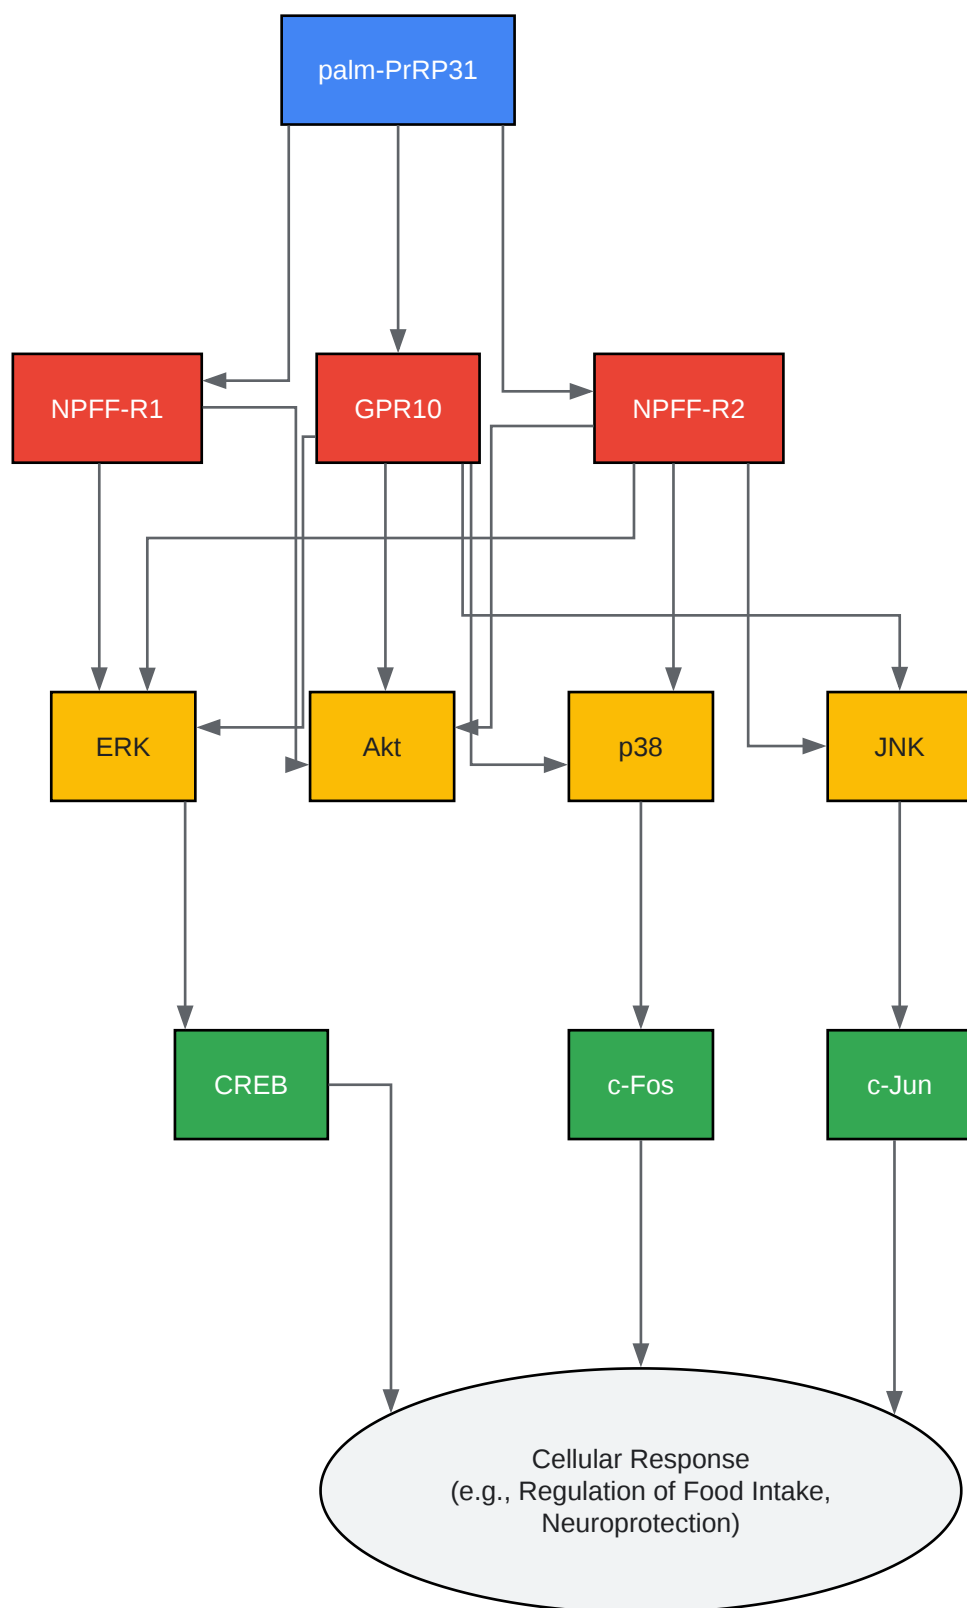 palm-PrRP31
NPFF-R1
GPR10
NPFF-R2
ERK
Akt
p38
JNK
CREB
c-Fos
c-Jun
Cellular Response
(e.g., Regulation of Food Intake,
Neuroprotection)